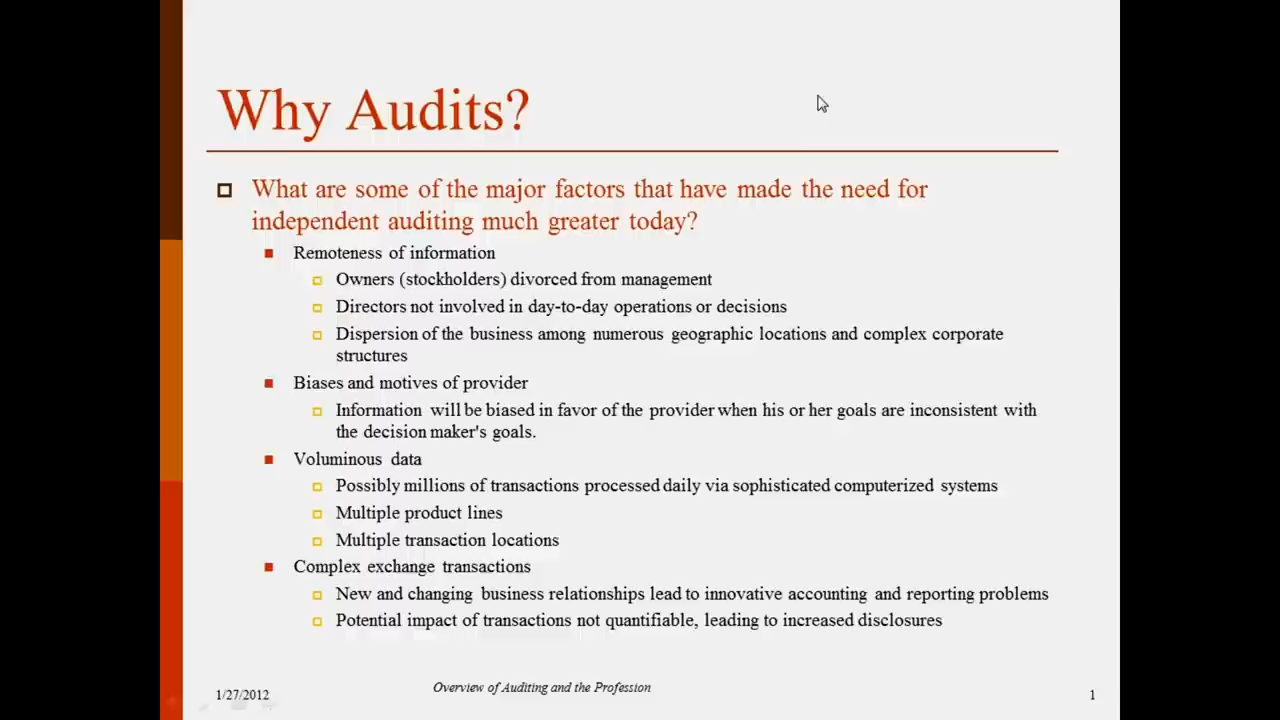 Why Audits?
What are some of the major factors that have made the need for
independent auditing much greater today?
Remoteness of information
Owners (stockholders) divorced from management
Directors not involved in day-to-day operations or decisions
Dispersion of the business among numerous geographic locations and complex corporate
structures
Biases and motives of provider
Information will be biased in favor of the provider when his or her goals are inconsistent with
the decision maker's goals.
Voluminous data
Possibly millions of transactions processed daily via sophisticated computerized systems
Multiple product lines
Multiple transaction locations
Complex exchange transactions
New and changing business relationships lead to innovative accounting and reporting problems
Potential impact of transactions not quantifiable, leading to increased disclosures
1/27/2012
Overview of Auditing and the Profession
1